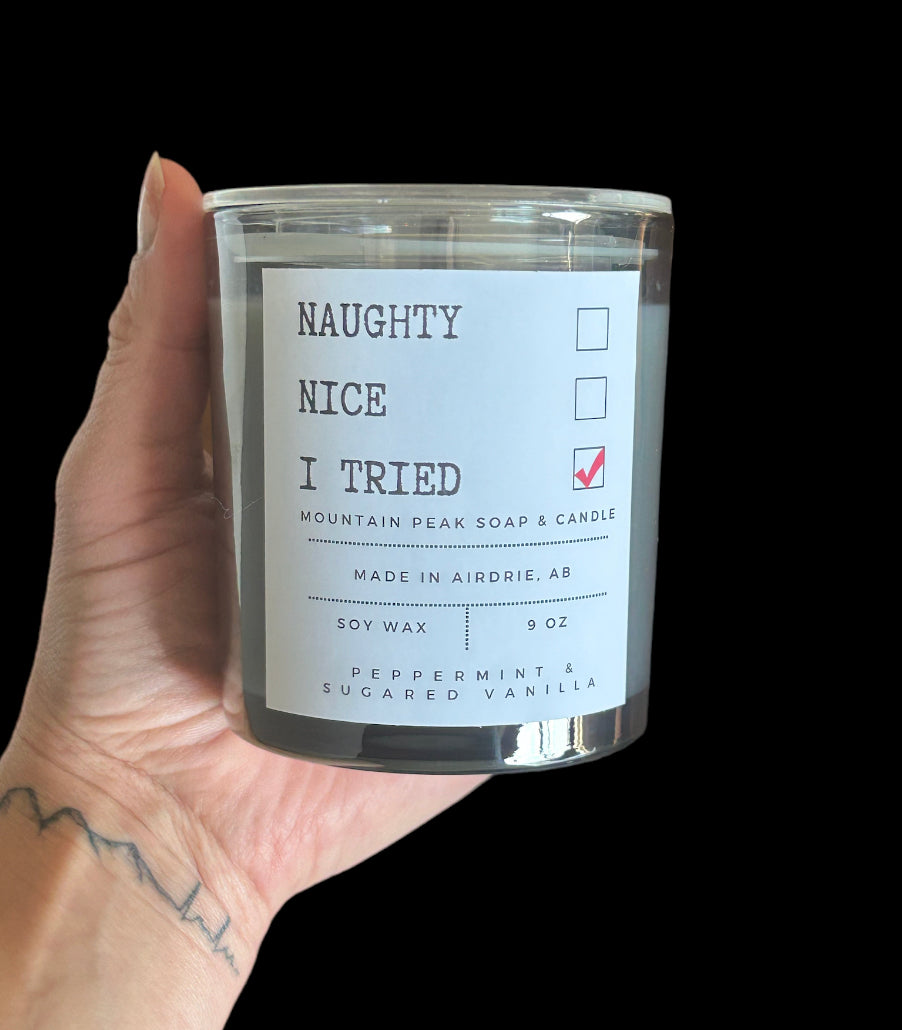 NAUGHTY
NICE
I TRIED
MOUNTAIN PEAK SOAP & CANDLE
MADE IN AIRDRIE, AB
SOY WAX
9 OZ
PEPPERMINT &
SUGARED VANILLA